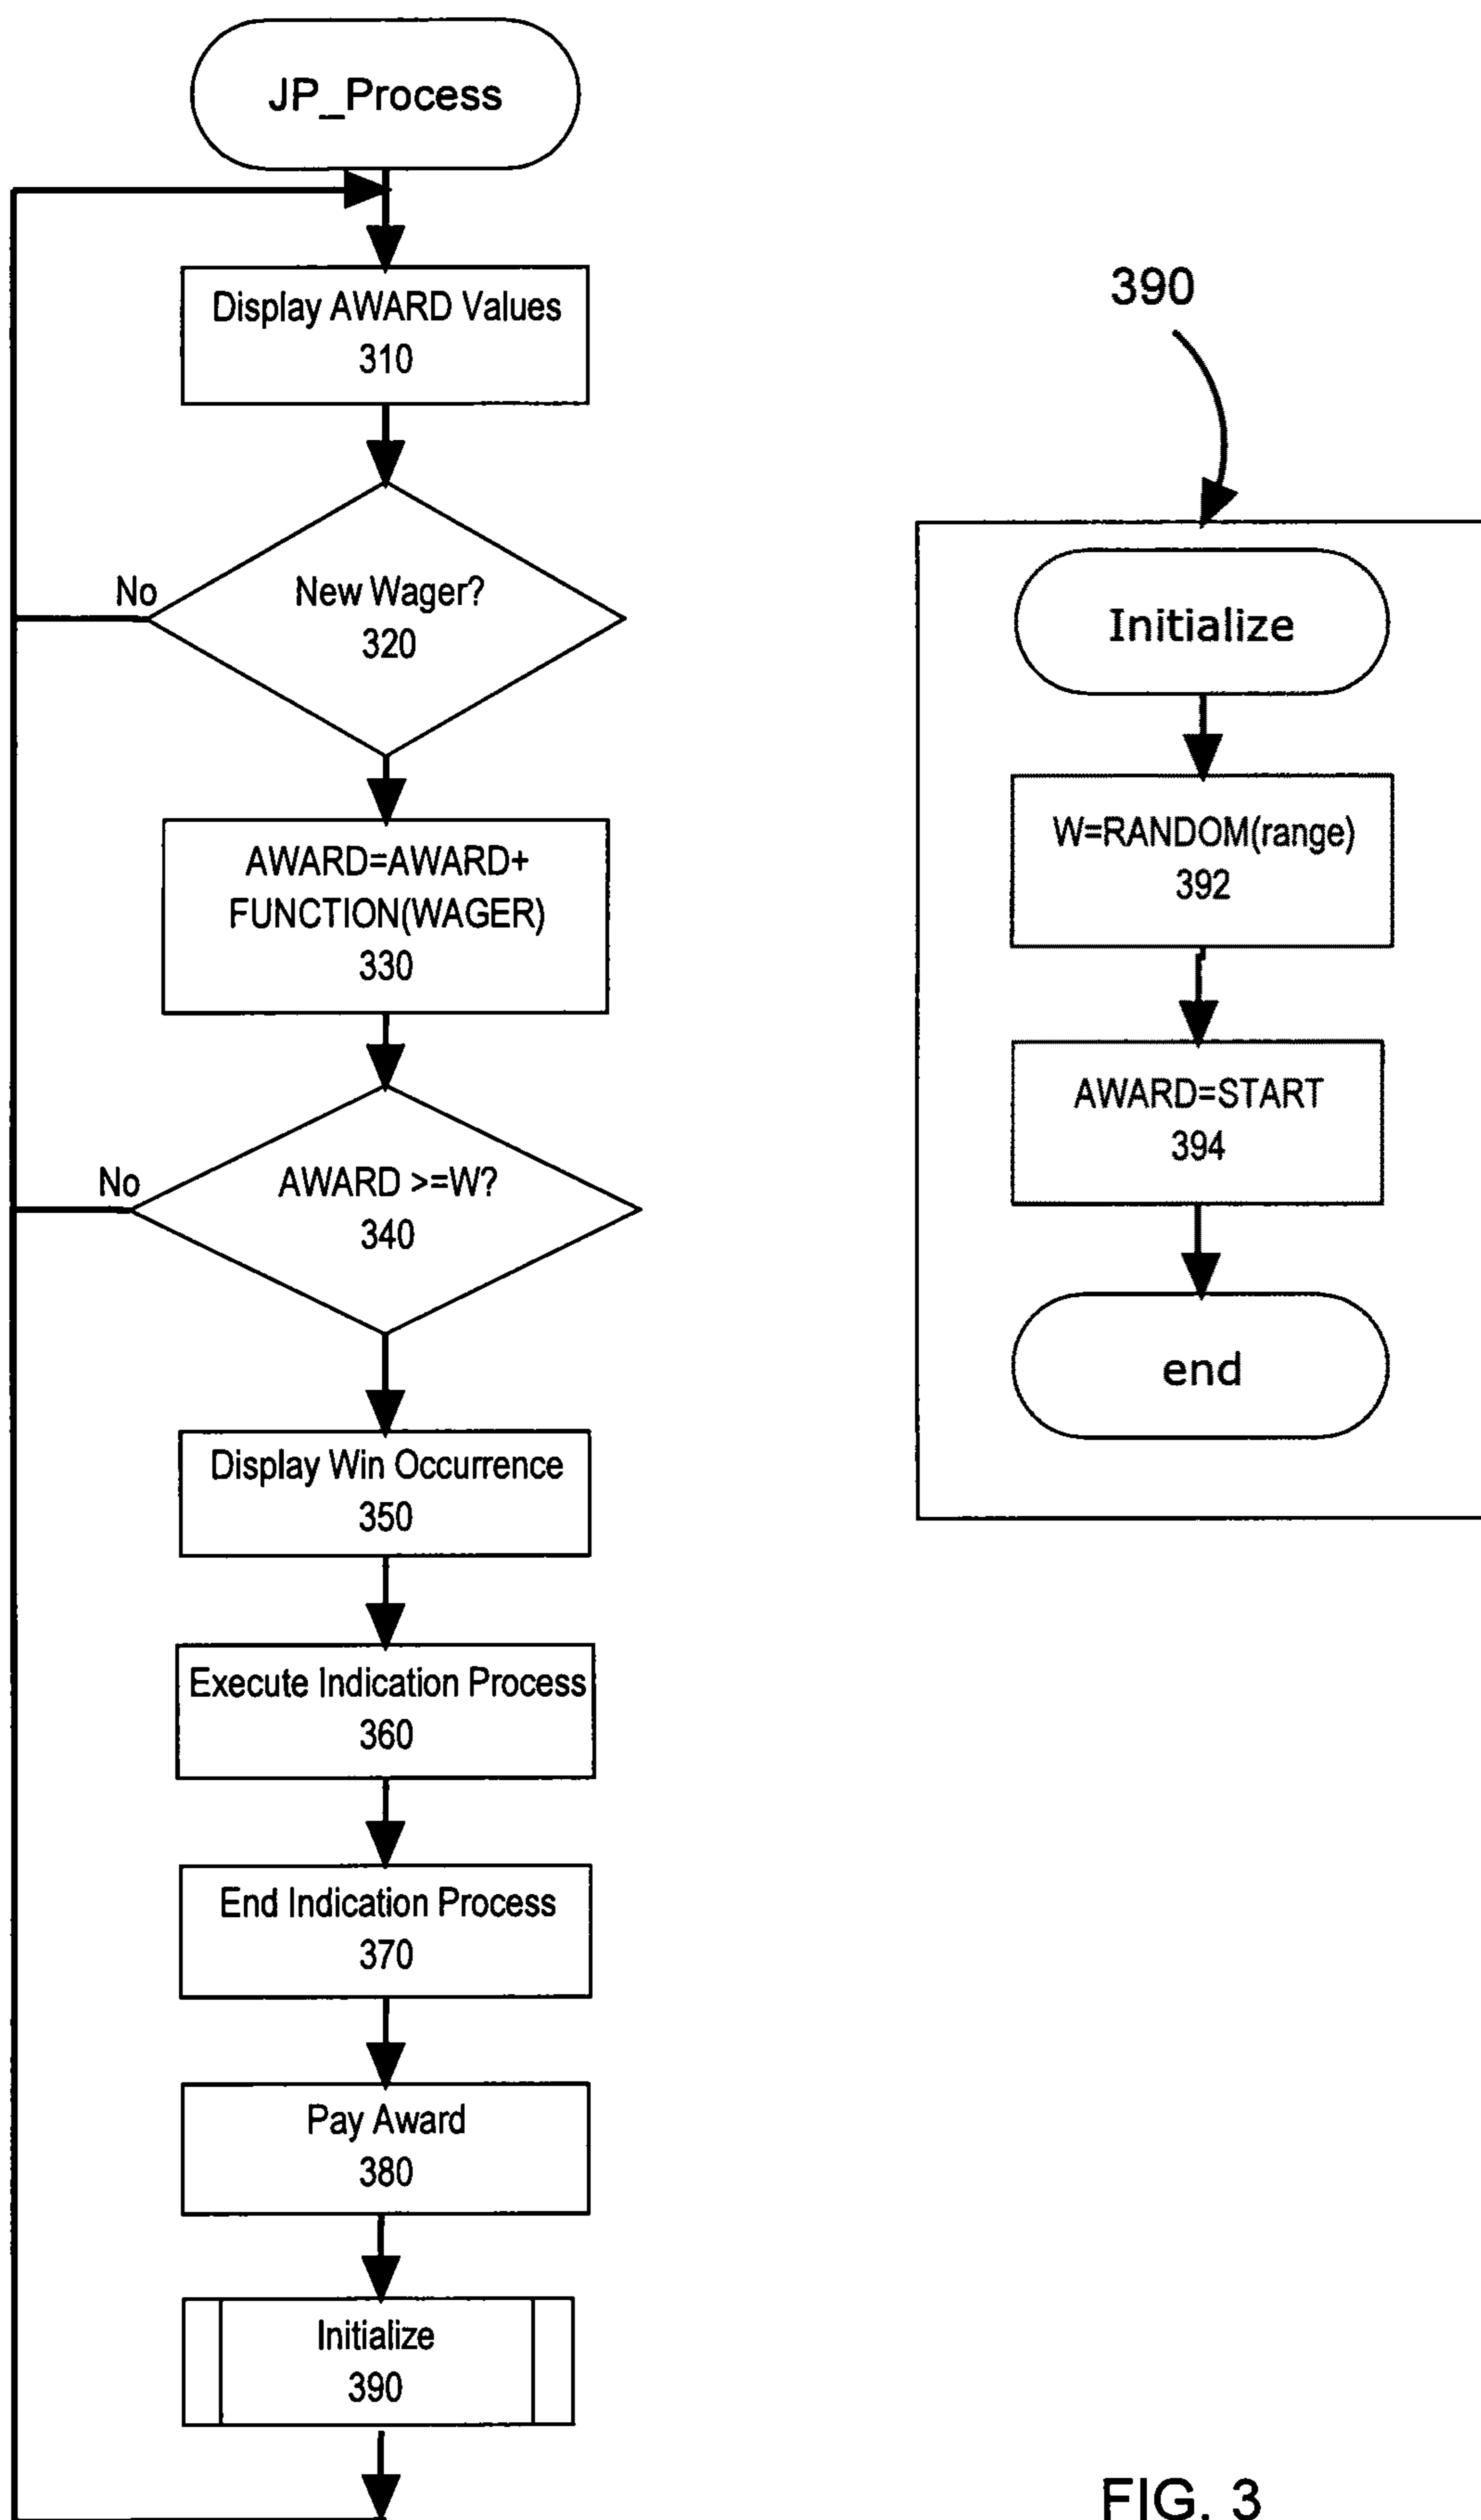 JP_Process
Display AWARD Values
310
New Wager?
320
No
AWARD=AWARD+
FUNCTION(WAGER)
330
AWARD >=W?
340
No
Display Win Occurrence
350
Execute Indication Process
360
End Indication Process
370
Pay Award
380
Initialize
390
390
Initialize
W=RANDOM(range)
392
AWARD=START
394
end
FIG. 3